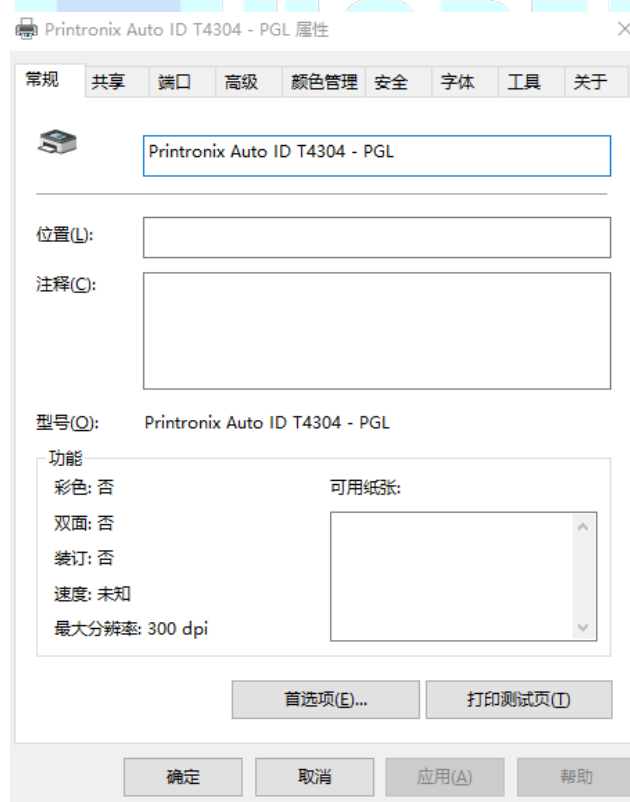 Printronix Auto ID T4304 - PGL 属性
常规 共享 端口 高级 颜色管理 安全 字体 工具 关于
Printronix Auto ID T4304 - PGL
位置(L):
注释(C):
型号(O): Printronix Auto ID T4304 - PGL
功能
彩色: 否 可用纸张:
双面: 否
装订: 否
速度: 未知
最大分辨率: 300 dpi
首选项(E)... 打印测试页(T)
确定 取消 应用(A) 帮助